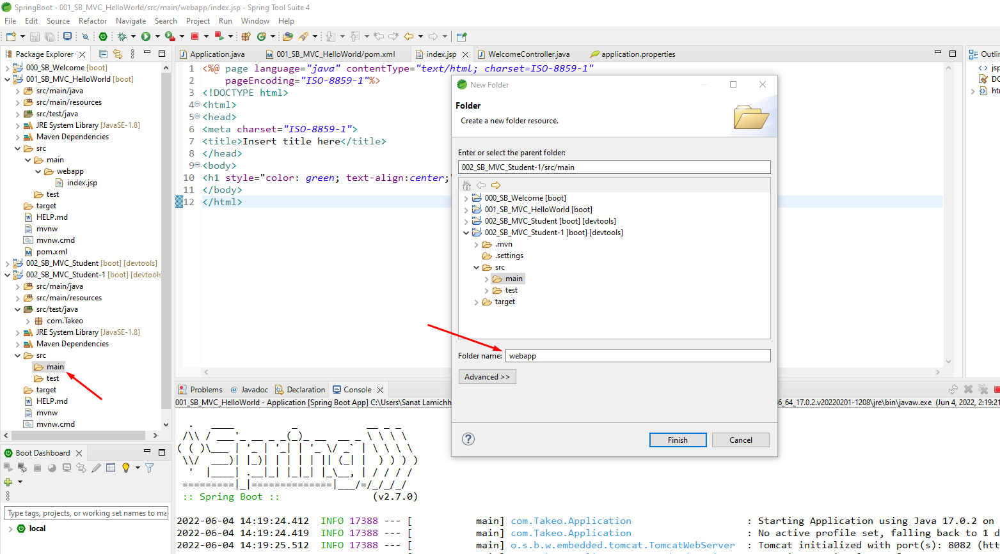 SpringBoot - 001_SB_MVC_HelloWorld/src/main/webapp/index.jsp - Spring Tool Suite 4
File Edit Source Refactor Navigate Search Project Run Window Help
Package Explorer
000_SB_Welcome [boot]
001_SB_MVC_HelloWorld [boot]
src/main/java
src/main/resources
src/test/java
JRE System Library [JavaSE-1.8]
Maven Dependencies
src
main
webapp
index.jsp
test
target
HELP.md
mvnw
mvnw.cmd
pom.xml
002_SB_MVC_Student [boot] [devtools]
002_SB_MVC_Student-1 [boot] [devtools
src/main/java
src/main/resources
src/test/java
com.Takeo
JRE System Library [JavaSE-1.8]
Maven Dependencies
src
main
test
target
HELP.md
mvnw
mvnw.cmd
Boot Dashboard
Type tags, projects, or working set names to ma
local
Application.java 001_SB_MVC_HelloWorld/pom.xml index.jsp WelcomeController.java application.properties
1 <%@ page language="java" contentType="text/html; charset=ISO-8859-1"
2 pageEncoding="ISO-8859-1"%>
3 <!DOCTYPE html>
4 <html>
5 <head>
6 <meta charset="ISO-8859-1">
7 <title>Insert title here</title>
8 </head>
9 <body>
10 <h1 style="color: green; text-align:center;"
11 </body>
12 </html>
Outlin
jsp
DO
htm
New Folder
Folder
Create a new folder resource.
Enter or select the parent folder:
002_SB_MVC_Student-1/src/main
000_SB_Welcome [boot]
001_SB_MVC_HelloWorld [boot]
002_SB_MVC_Student [boot] [devtools]
002_SB_MVC_Student-1 [boot] [devtools]
.mvn
.settings
src
main
test
target
Folder name: webapp
Advanced >>
Finish Cancel
Problems Javadoc Declaration Console
001_SB_MVC_HelloWorld - Application [Spring Boot App] C:\Users\Sanat Lamichh
6_64_17.0.2.v20220201-1208\jre\bin\javaw.exe (Jun 4, 2022, 2:19:21
Spring
:: Spring Boot :: (v2.7.0)
2022-06-04 14:19:24.412 INFO 17388 --- [ main] com.Takeo.Application : Starting Application using Java 17.0.2 on
2022-06-04 14:19:24.419 INFO 17388 --- [ main] com.Takeo.Application : No active profile set, falling back to 1 d
2022-06-04 14:19:25.512 INFO 17388 --- [ main] o.s.b.w.embedded.tomcat.TomcatWebServer : Tomcat initialized with port(s): 8082 (htt